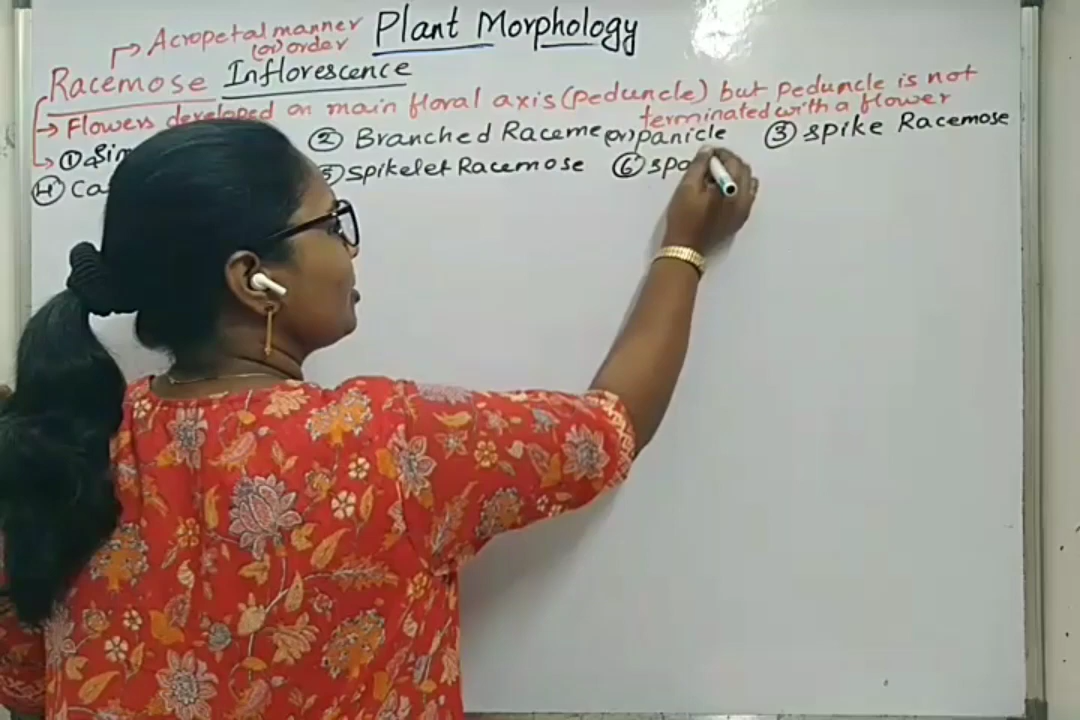 Plant Morphology
→ Acropetal manner
(or) order
Racemose Inflorescence
→ Flowers developed on main floral axis (peduncle) but peduncle is not
terminated with a flower
→ ① Sim ② Branched Raceme (or) panicle ③ spike Racemose
④ Ca ⑤ spikelet Racemose ⑥ spa